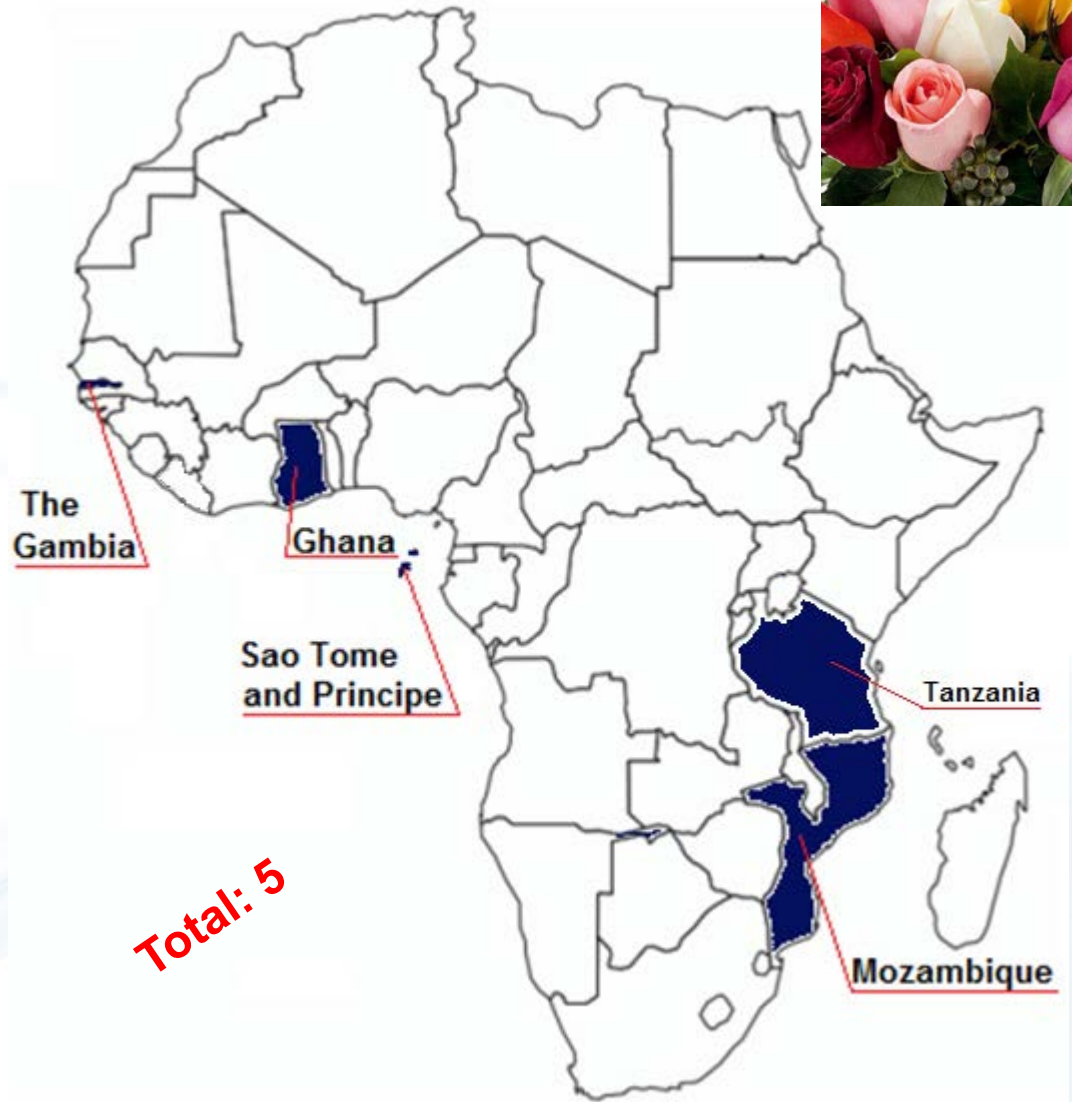 The
Gambia
Ghana
Sao Tome
and Principe
Tanzania
Total: 5
Mozambique